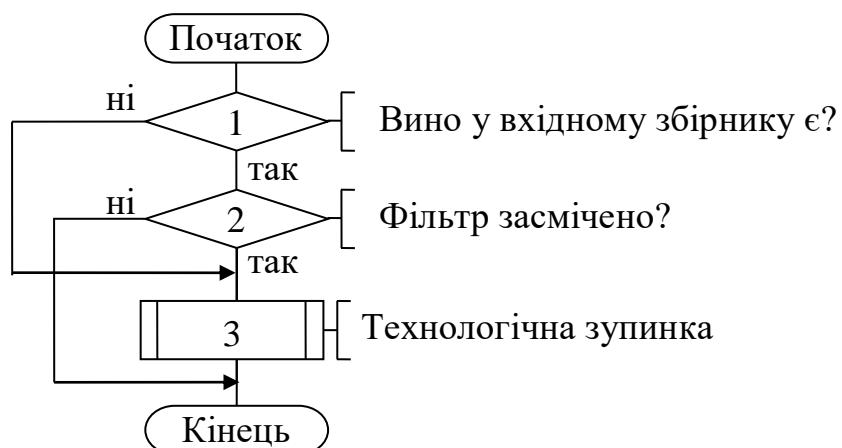 Початок
ні
1
Вино у вхідному збірнику є?
так
ні
2
Фільтр засмічено?
так
3
Технологічна зупинка
Кінець